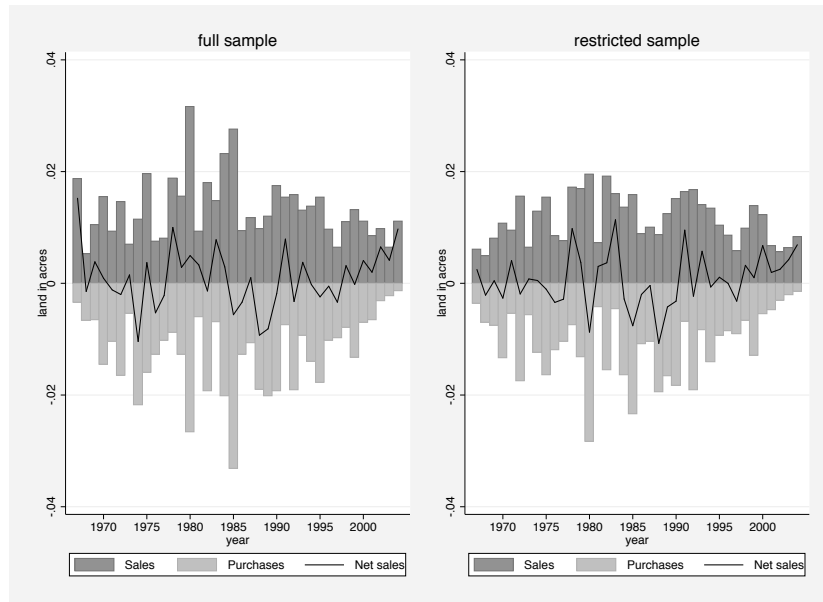 full sample
land in acres
.04
.02
0
-.02
-.04
1970 1975 1980 1985 1990 1995 2000
year
Sales Purchases Net sales
restricted sample
land in acres
.04
.02
0
-.02
-.04
1970 1975 1980 1985 1990 1995 2000
year
Sales Purchases Net sales